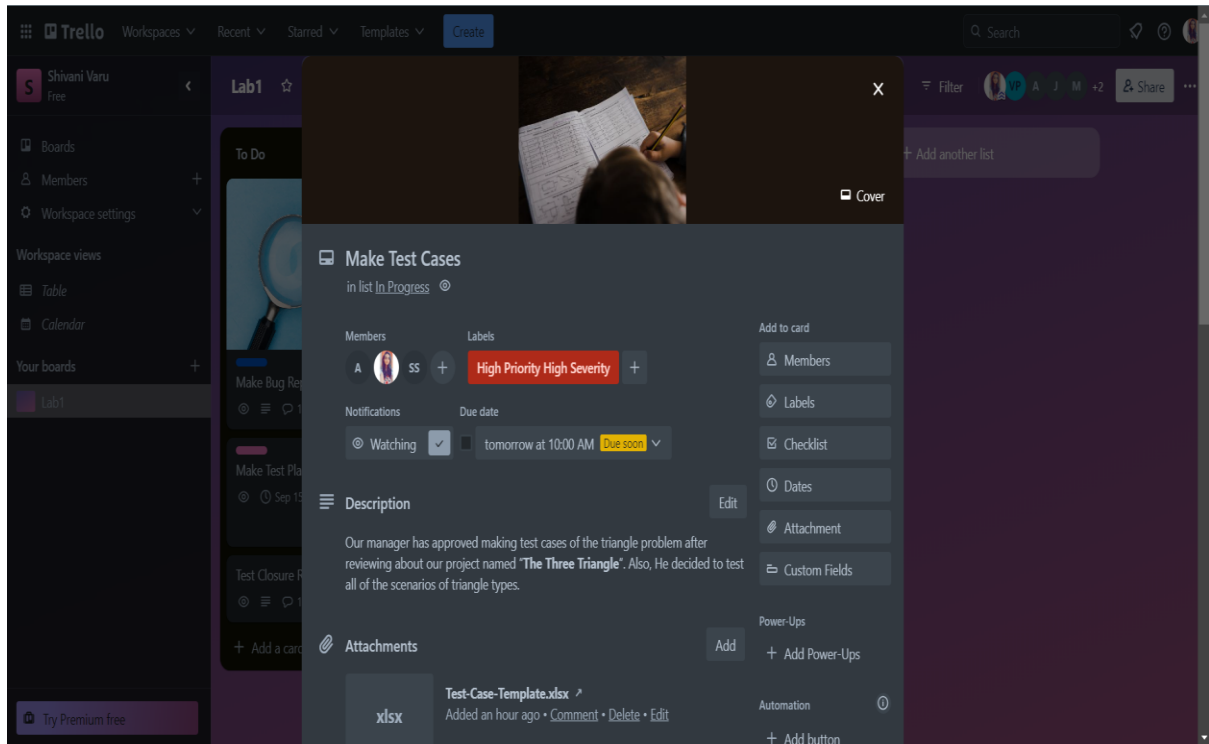 Trello Workspaces Recent Starred Templates Create Search
S Shivani Varu
Free
Lab1 Filter VP A J M +2 Share
Boards
Members
Workspace settings
Workspace views
Table
Calendar
Your boards
Lab1
Try Premium free
To Do
Make Bug Rep
1
Make Test Pla
Sep 15
Test Closure R
1
+ Add a card
X
Cover
Make Test Cases
in list In Progress
Members Labels
A SS + High Priority High Severity +
Notifications Due date
Watching tomorrow at 10:00 AM Due soon
Description Edit
Our manager has approved making test cases of the triangle problem after
reviewing about our project named "The Three Triangle". Also, He decided to test
all of the scenarios of triangle types.
Attachments Add
xlsx
Test-Case-Template.xlsx ↗
Added an hour ago • Comment • Delete • Edit
Add to card
Members
Labels
Checklist
Dates
Attachment
Custom Fields
Power-Ups
+ Add Power-Ups
Automation
+ Add button
+ Add another list